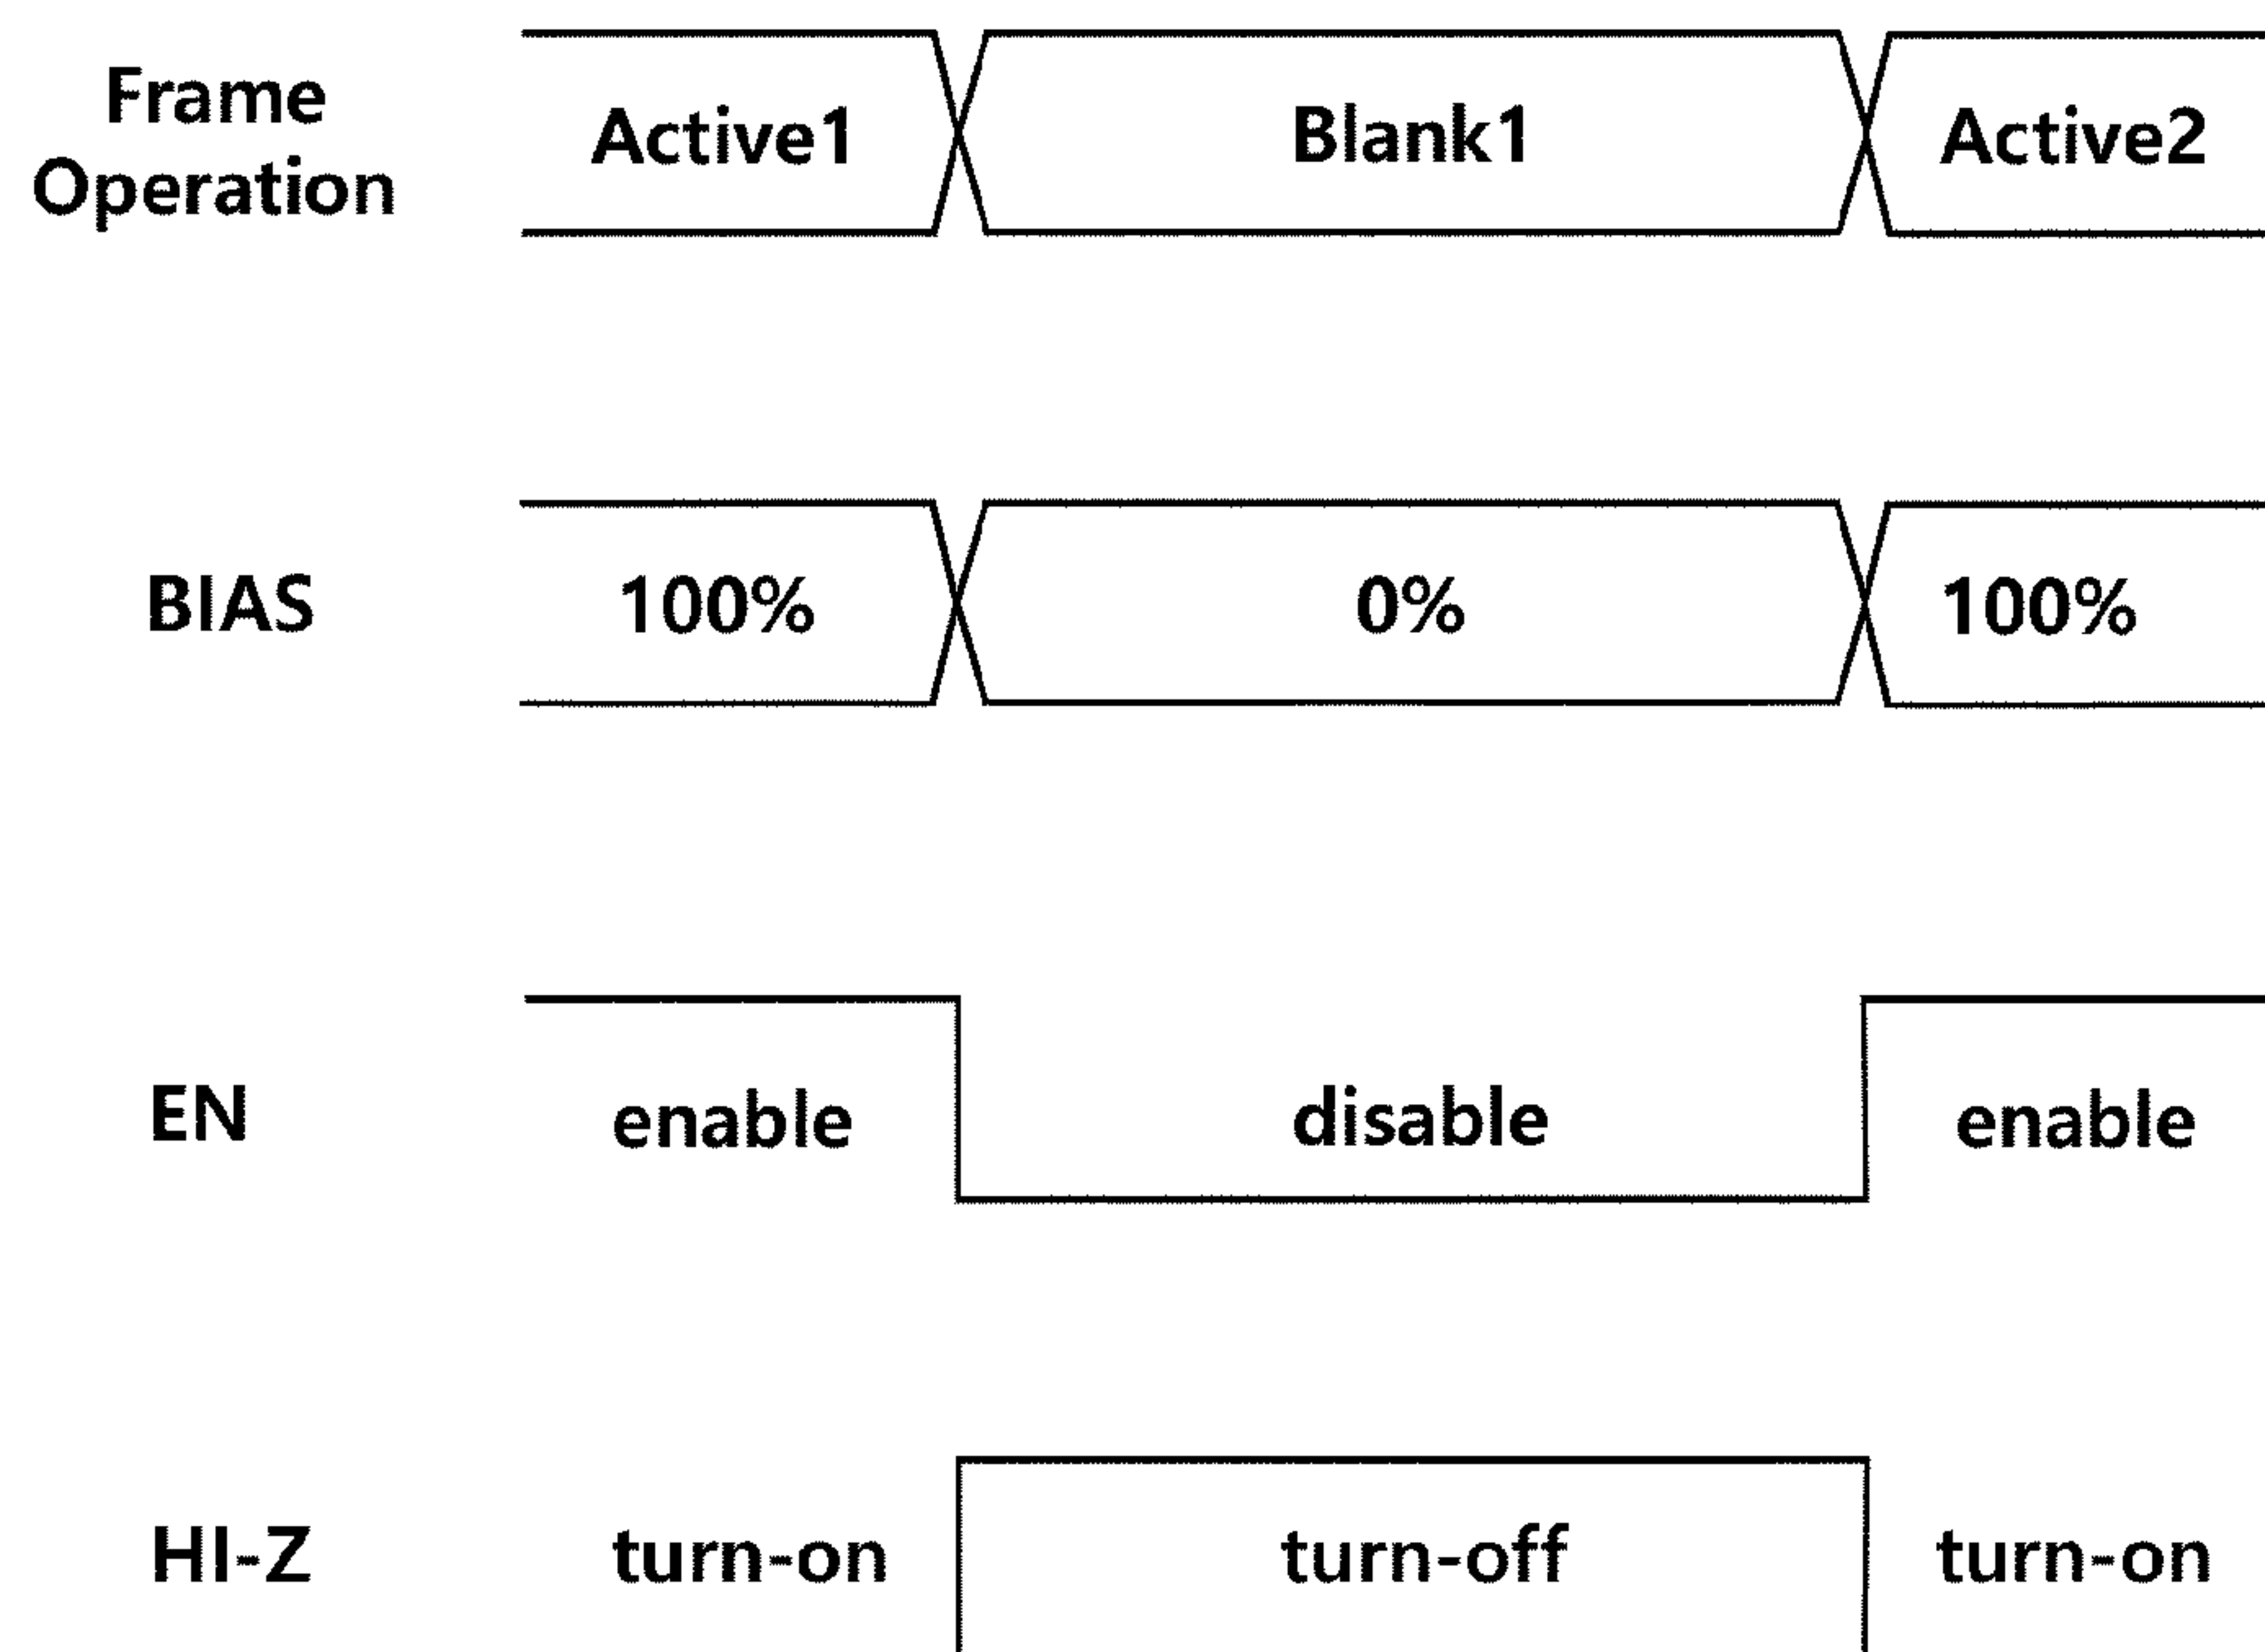 Frame
Operation
Active1
Blank1
Active2
BIAS
100%
0%
100%
EN
enable
disable
enable
HI-Z
turn-on
turn-off
turn-on